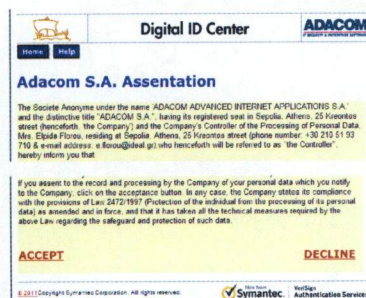 ADACOM
Digital ID Center
ADACOM
Home
Help
Adacom S.A. Assentation
The Societe Anonyme under the name "ADACOM ADVANCED INTERNET APPLICATIONS S.A."
and the distinctive title "ADACOM S.A.", having its registered seat in Sepolia, Athens, 25 Kreontos
street (henceforth, 'the Company') and the Company's Controller of the Processing of Personal Data,
Mrs. Elpida Florou, residing at Sepolia, Athens, 25 Kreontos street (phone number: +30 210 51 93
710 & e-mail address: e.florou@ideal.gr) who henceforth will be referred to as "the Controller",
hereby inform you that
If you assent to the record and processing by the Company of your personal data which you notify
to the Company, click on the acceptance button. In any case, the Company states its compliance
with the provisions of Law 2472/1997 (Protection of the individual from the processing of its personal
data) as amended and in force, and that it has taken all the technical measures required by the
above Law regarding the safeguard and protection of such data.
ACCEPT
DECLINE
© 2011 Copyright Symantec Corporation. All rights reserved.
Symantec.
VeriSign
Authentication Services